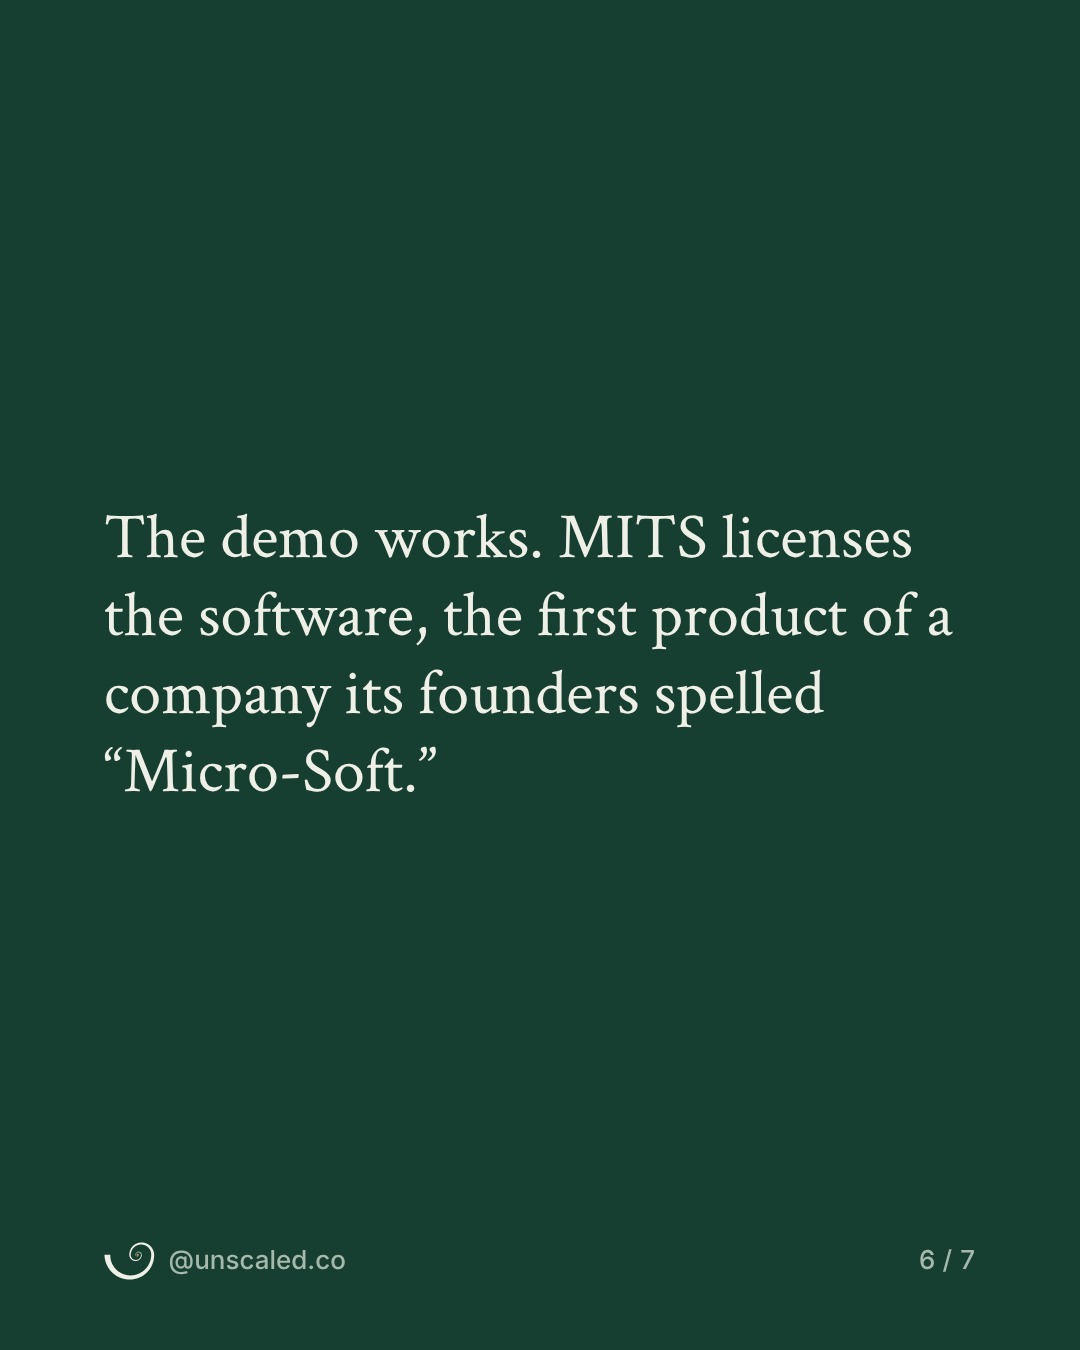 The demo works. MITS licenses
the software, the first product of a
company its founders spelled
“Micro-Soft.”
@unscaled.co
6 / 7